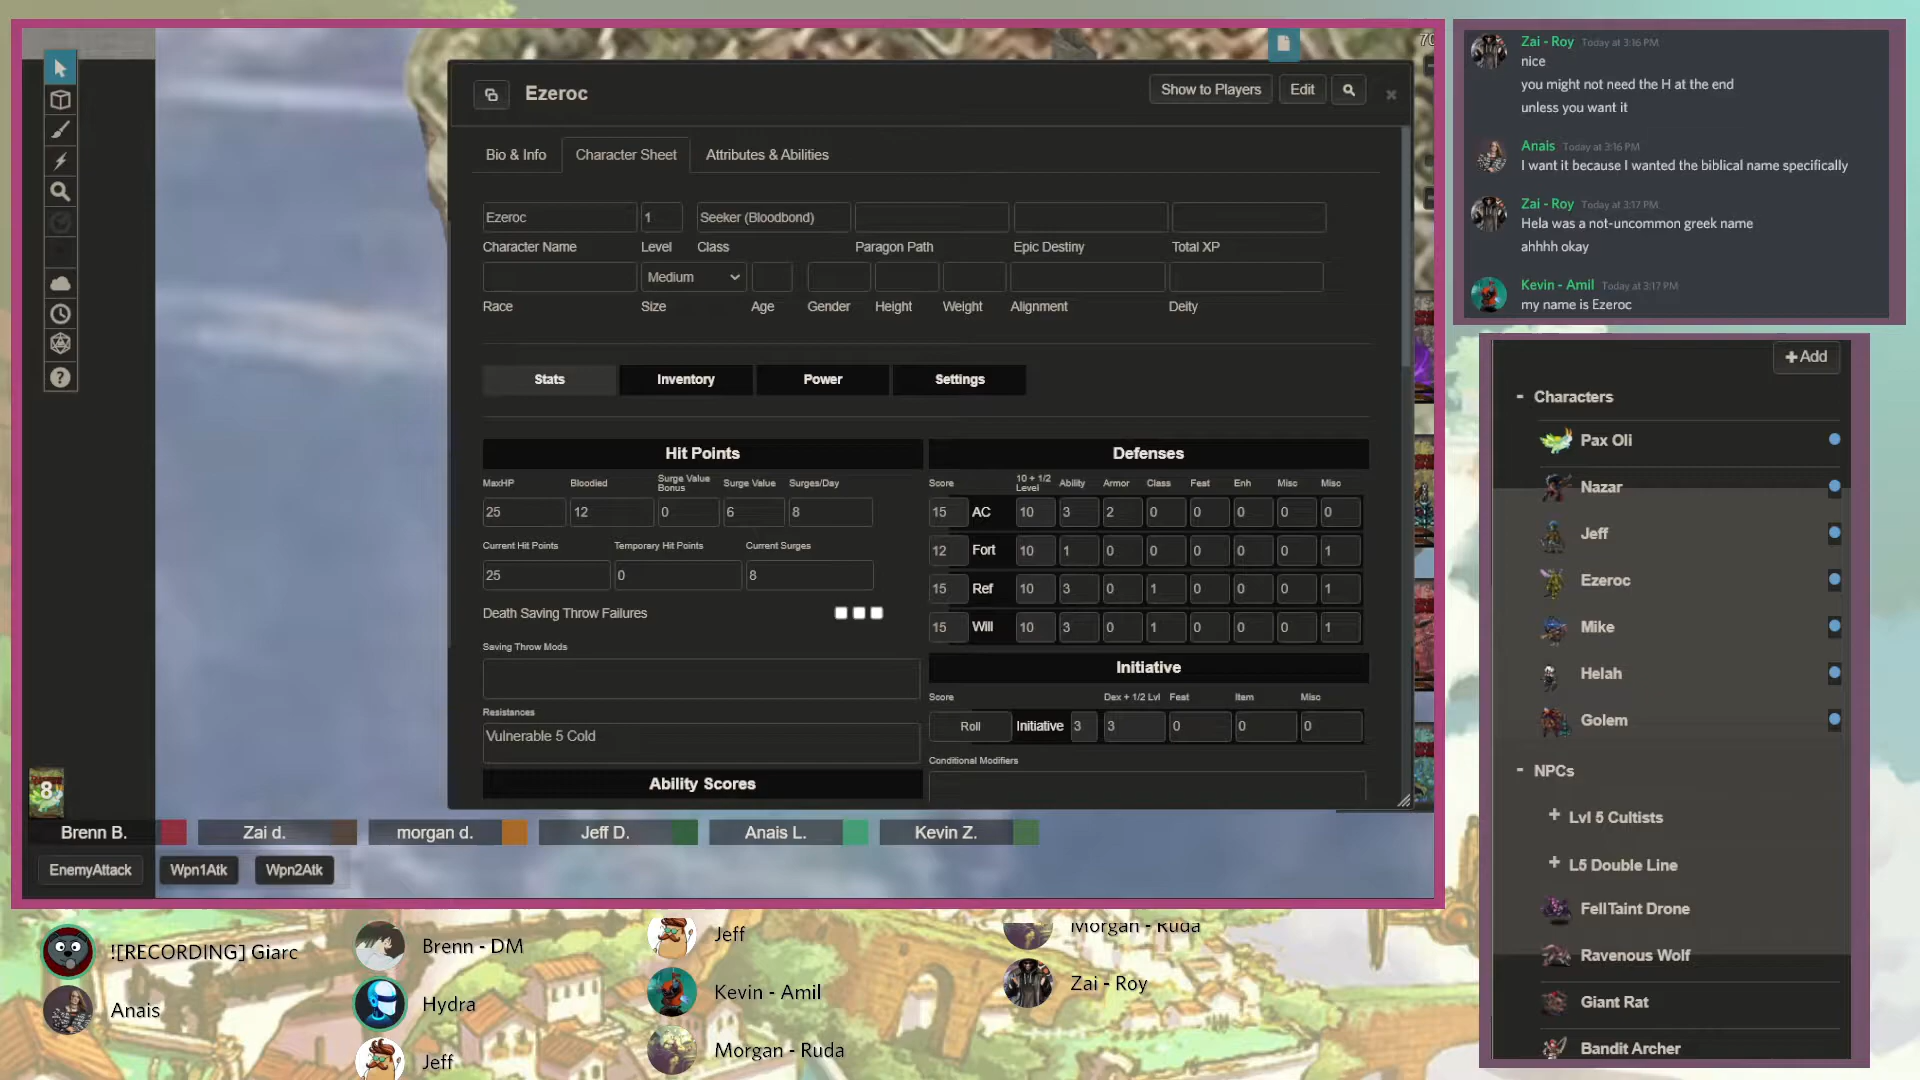 Ezeroc
Show to Players
Edit
Bio & Info
Character Sheet
Attributes & Abilities
Ezeroc 1 Seeker (Bloodbond)
Character Name Level Class Paragon Path Epic Destiny Total XP
Medium
Race Size Age Gender Height Weight Alignment Deity
Stats Inventory Power Settings
Hit Points
MaxHP Bloodied Surge Value Bonus Surge Value Surges/Day
25 12 0 6 8
Current Hit Points Temporary Hit Points Current Surges
25 0 8
Death Saving Throw Failures
Saving Throw Mods
Resistances
Vulnerable 5 Cold
Ability Scores
Defenses
Score 10 + 1/2 Level Ability Armor Class Feat Enh Misc Misc
15 AC 10 3 2 0 0 0 0 0
12 Fort 10 1 0 0 0 0 0 1
15 Ref 10 3 0 1 0 0 0 1
15 Will 10 3 0 1 0 0 0 1
Initiative
Score Dex + 1/2 Lvl Feat Item Misc
Roll Initiative 3 3 0 0 0
Conditional Modifiers
8
Brenn B. Zai d. morgan d. Jeff D. Anais L. Kevin Z.
EnemyAttack Wpn1Atk Wpn2Atk
![RECORDING] Giarc
Anais
Brenn - DM
Hydra
Jeff
Jeff
Kevin - Amil
Morgan - Ruda
Morgan - Ruda
Zai - Roy
Zai - Roy Today at 3:16 PM
nice
you might not need the H at the end
unless you want it
Anais Today at 3:16 PM
I want it because I wanted the biblical name specifically
Zai - Roy Today at 3:17 PM
Hela was a not-uncommon greek name
ahhhh okay
Kevin - Amil Today at 3:17 PM
my name is Ezeroc
+ Add
- Characters
Pax Oli
Nazar
Jeff
Ezeroc
Mike
Helah
Golem
- NPCs
+ Lvl 5 Cultists
+ L5 Double Line
FellTaint Drone
Ravenous Wolf
Giant Rat
Bandit Archer